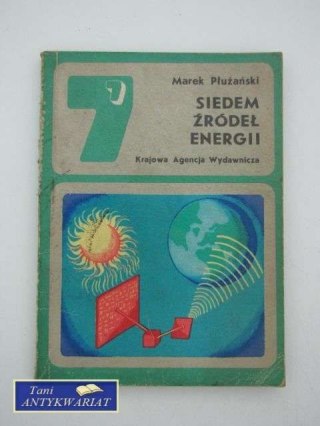 7
Marek Płużański
SIEDEM
ŹRÓDEŁ
ENERGII
Krajowa Agencja Wydawnicza
Tani
ANTYKWARIAT